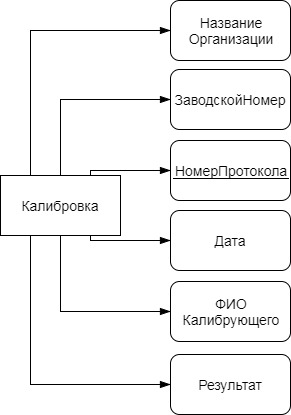 Название
Организации
ЗаводскойНомер
НомерПротокола
Калибровка
Дата
ФИО
Калибрующего
Результат